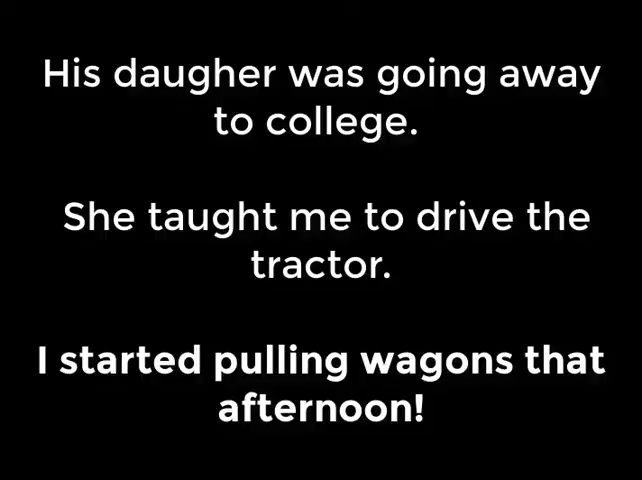 His daugher was going away
to college.
She taught me to drive the
tractor.
I started pulling wagons that
afternoon!